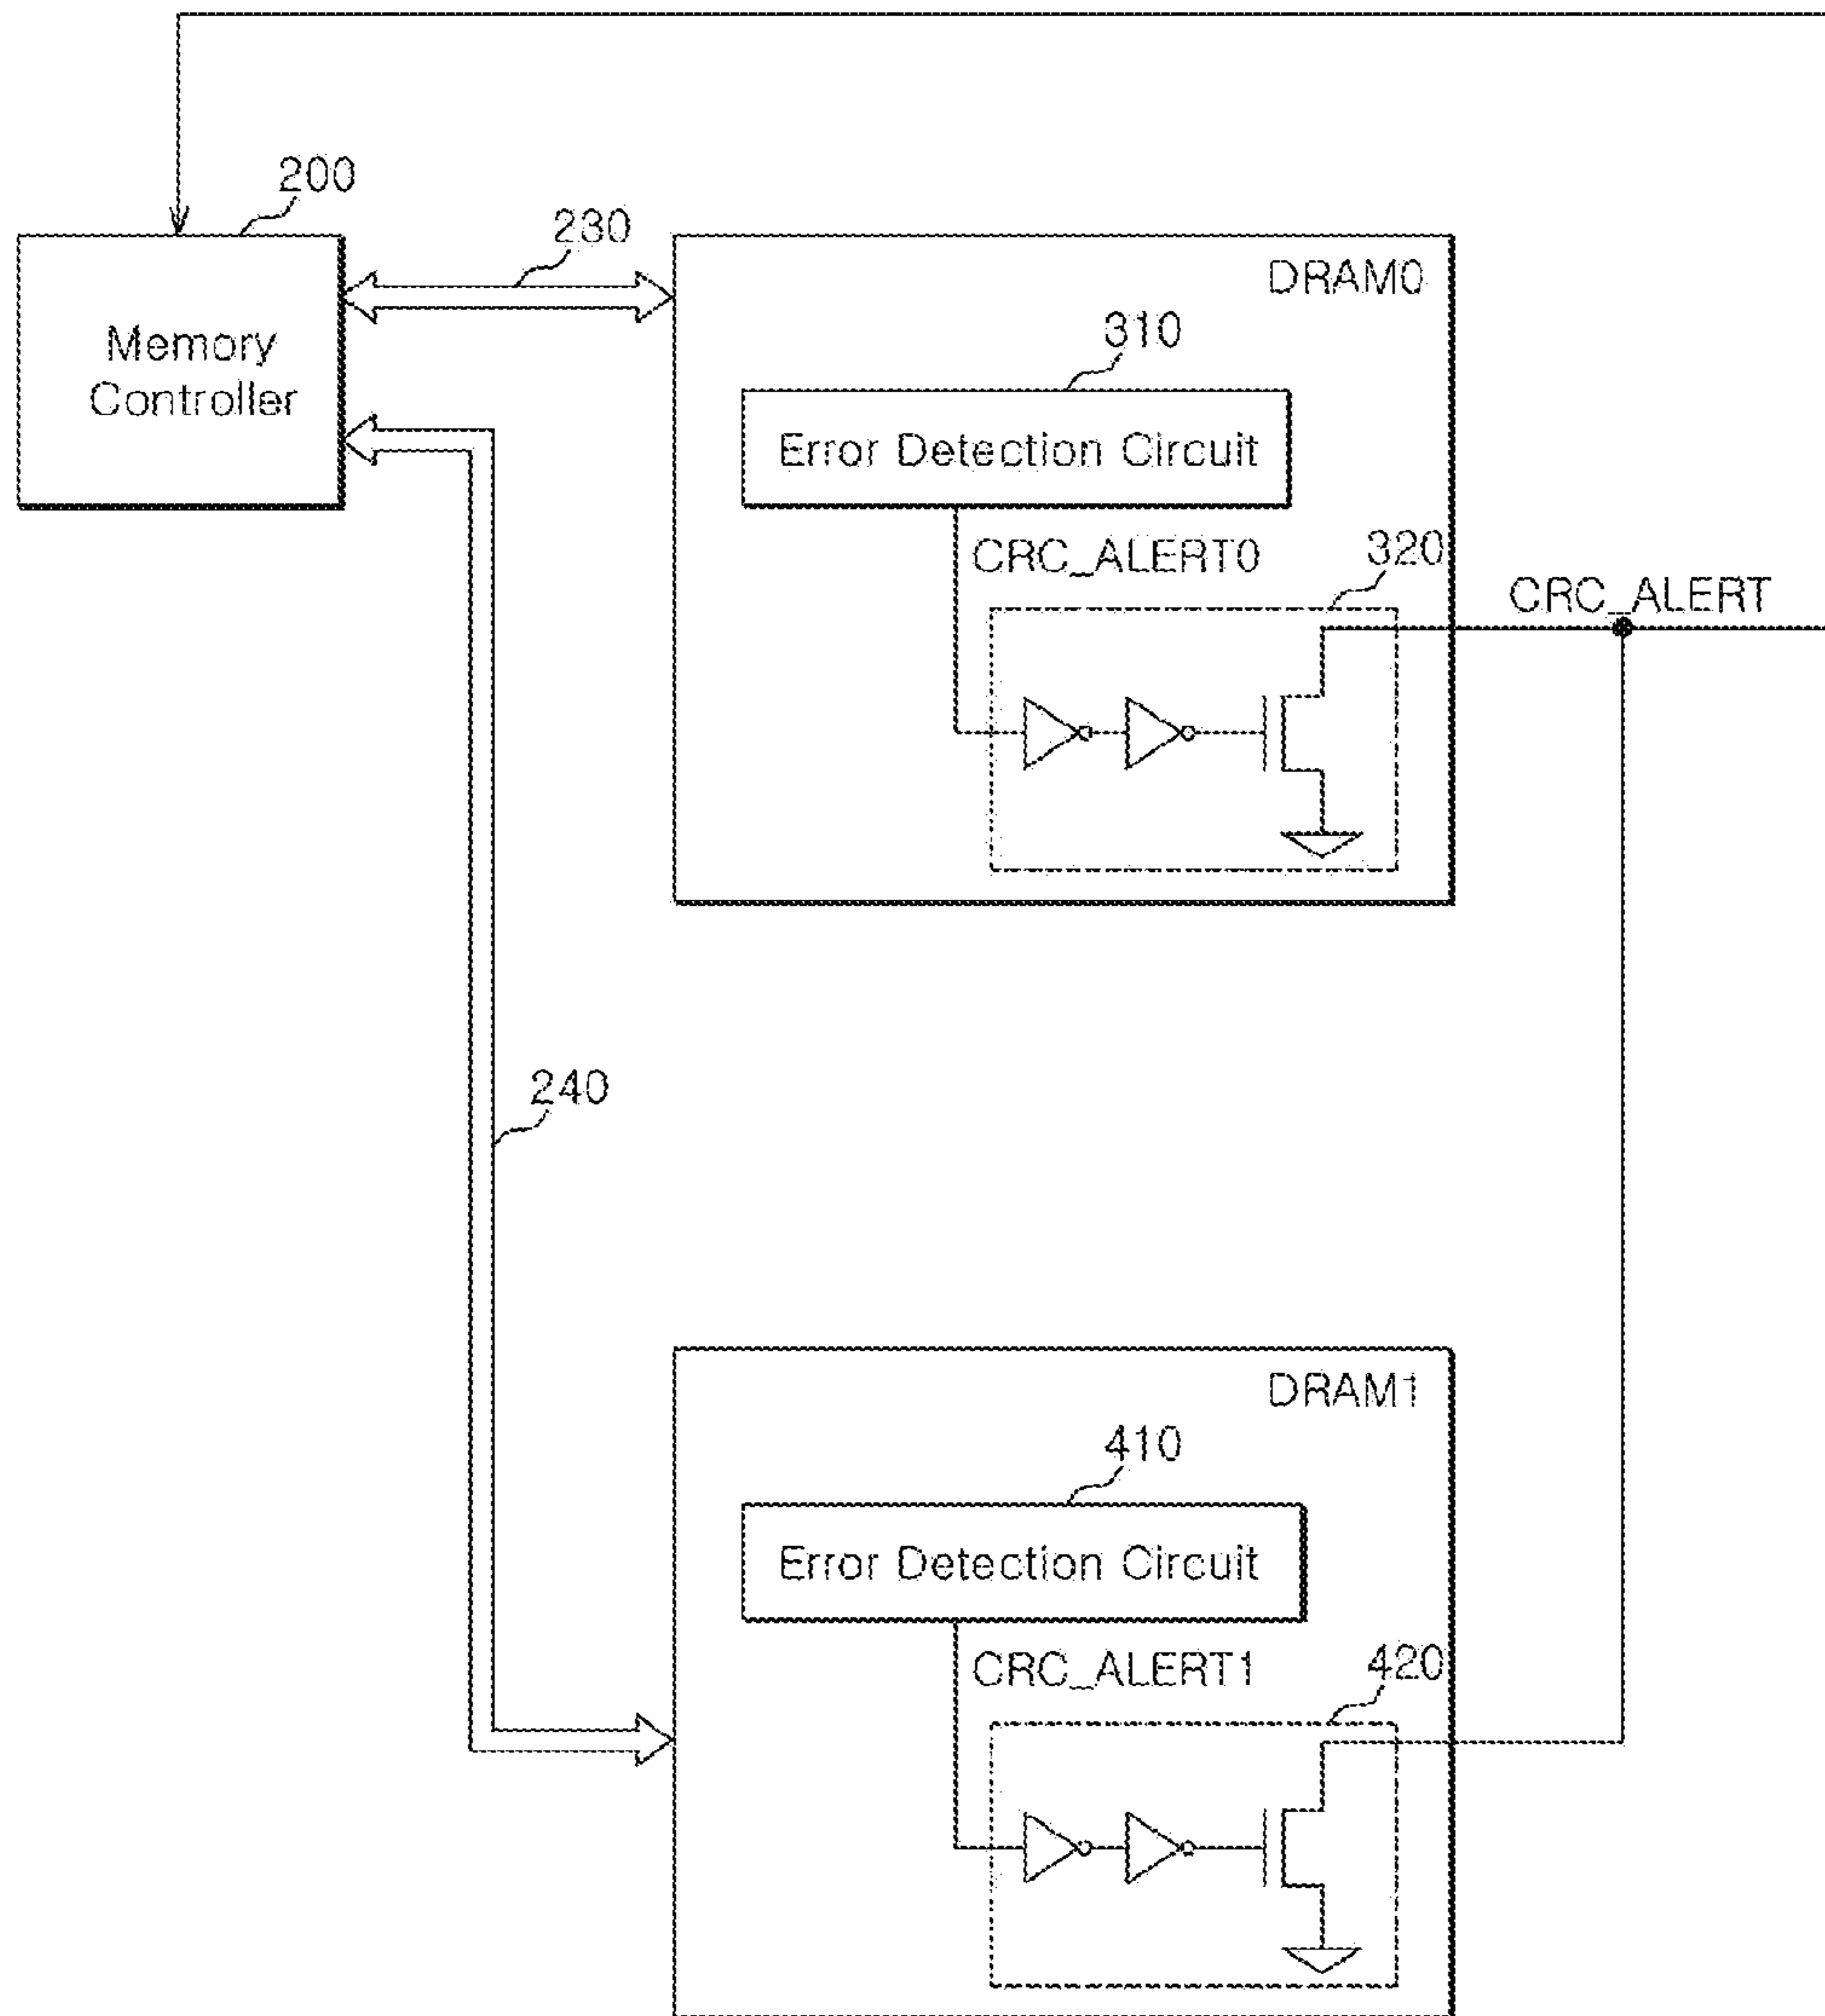 200
230
DRAM0
Memory
Controller
310
Error Detection Circuit
CRC_ALERT0
320
CRC_ALERT
240
DRAM1
410
Error Detection Circuit
CRC_ALERT1
420